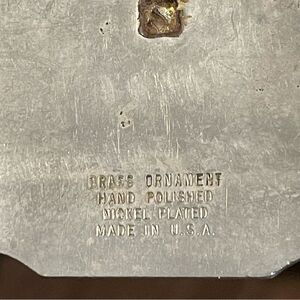 BRASS ORNAMENT
HAND POLISHED
NICKEL PLATED
MADE IN U.S.A.